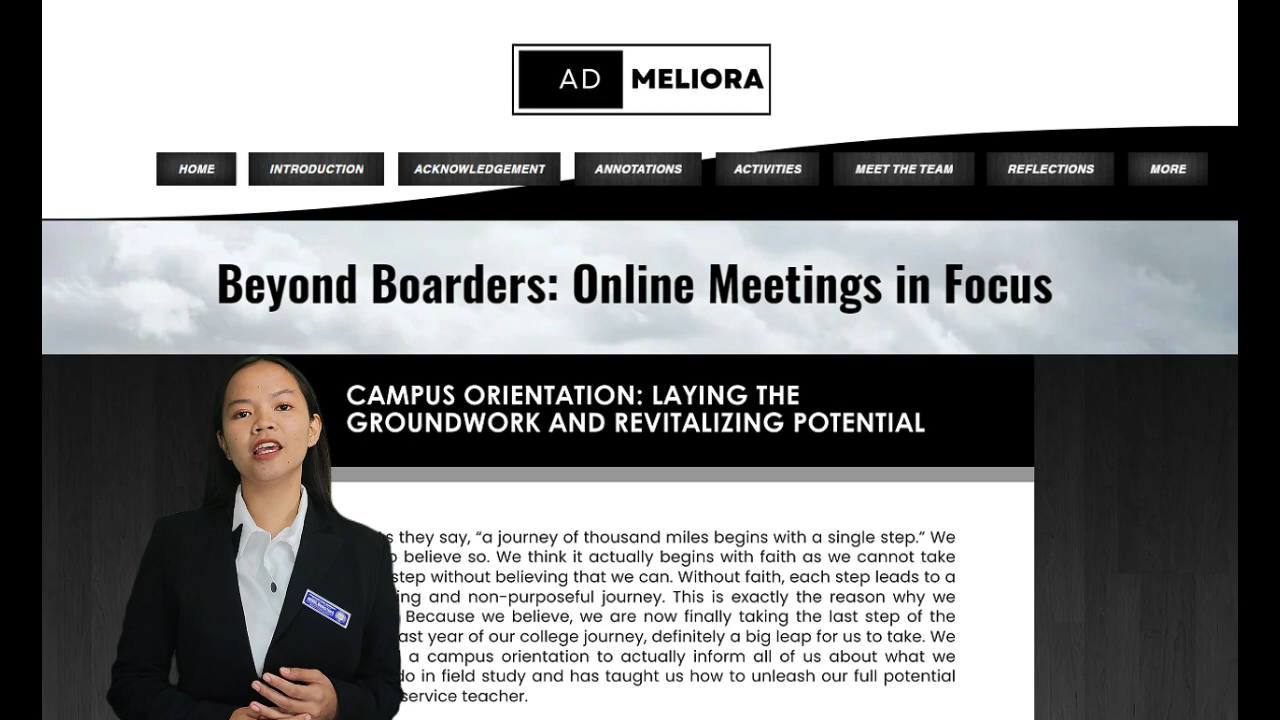 AD MELIORA
HOME INTRODUCTION ACKNOWLEDGEMENT ANNOTATIONS ACTIVITIES MEET THE TEAM REFLECTIONS MORE
Beyond Boarders: Online Meetings in Focus
CAMPUS ORIENTATION: LAYING THE
GROUNDWORK AND REVITALIZING POTENTIAL
they say, “a journey of thousand miles begins with a single step.” We
believe so. We think it actually begins with faith as we cannot take
step without believing that we can. Without faith, each step leads to a
and non-purposeful journey. This is exactly the reason why we
Because we believe, we are now finally taking the last step of the
year of our college journey, definitely a big leap for us to take. We
a campus orientation to actually inform all of us about what we
do in field study and has taught us how to unleash our full potential
service teacher.